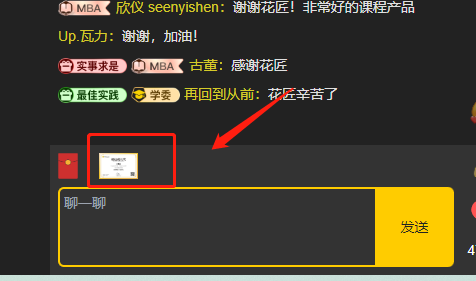 MBA 欣仪 seenyishen：谢谢花匠！非常好的课程产品
Up.瓦力：谢谢，加油！
实事求是 MBA 古董：感谢花匠
最佳实践 学委 再回到从前：花匠辛苦了
聊一聊
发送
4